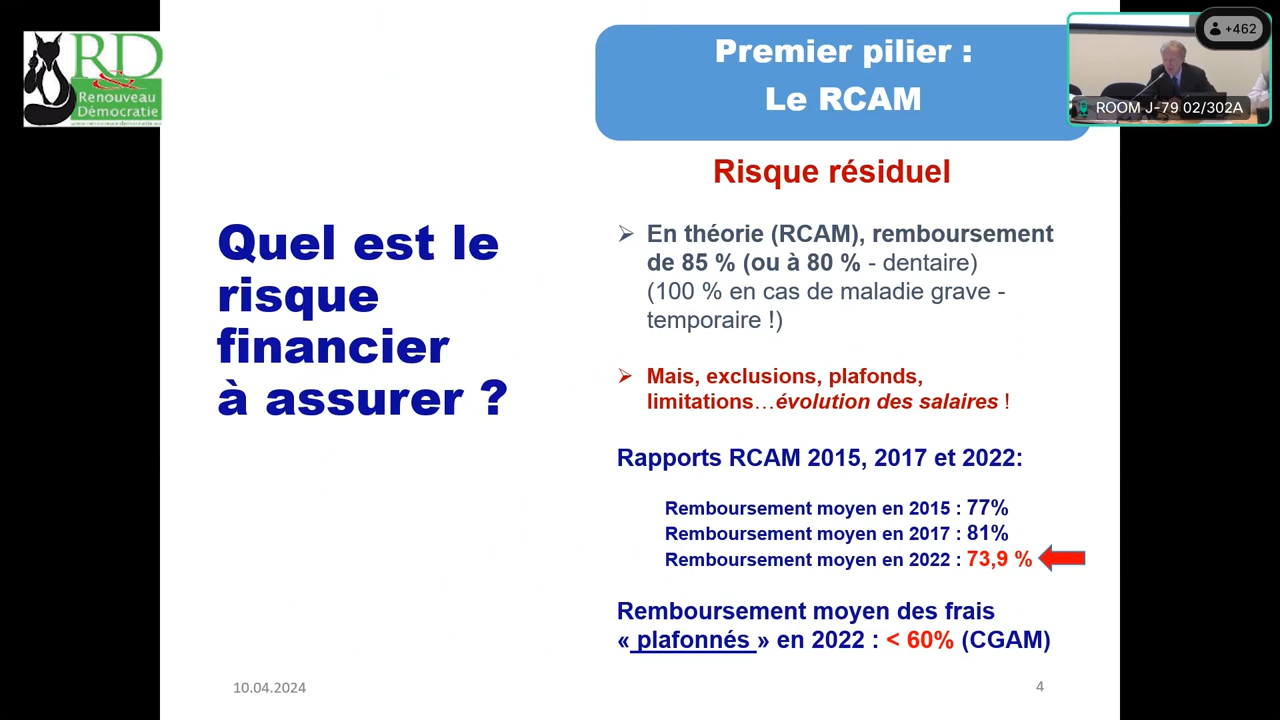 RD
&
Renouveau
Démocratie
Premier pilier :
Le RCAM
+462
ROOM J-79 02/302A
Risque résiduel
Quel est le
risque
financier
à assurer ?
➢ En théorie (RCAM), remboursement
de 85 % (ou à 80 % - dentaire)
(100 % en cas de maladie grave -
temporaire !)
➢ Mais, exclusions, plafonds,
limitations…évolution des salaires !
Rapports RCAM 2015, 2017 et 2022:
Remboursement moyen en 2015 : 77%
Remboursement moyen en 2017 : 81%
Remboursement moyen en 2022 : 73,9 %
Remboursement moyen des frais
« plafonnés » en 2022 : < 60% (CGAM)
10.04.2024
4